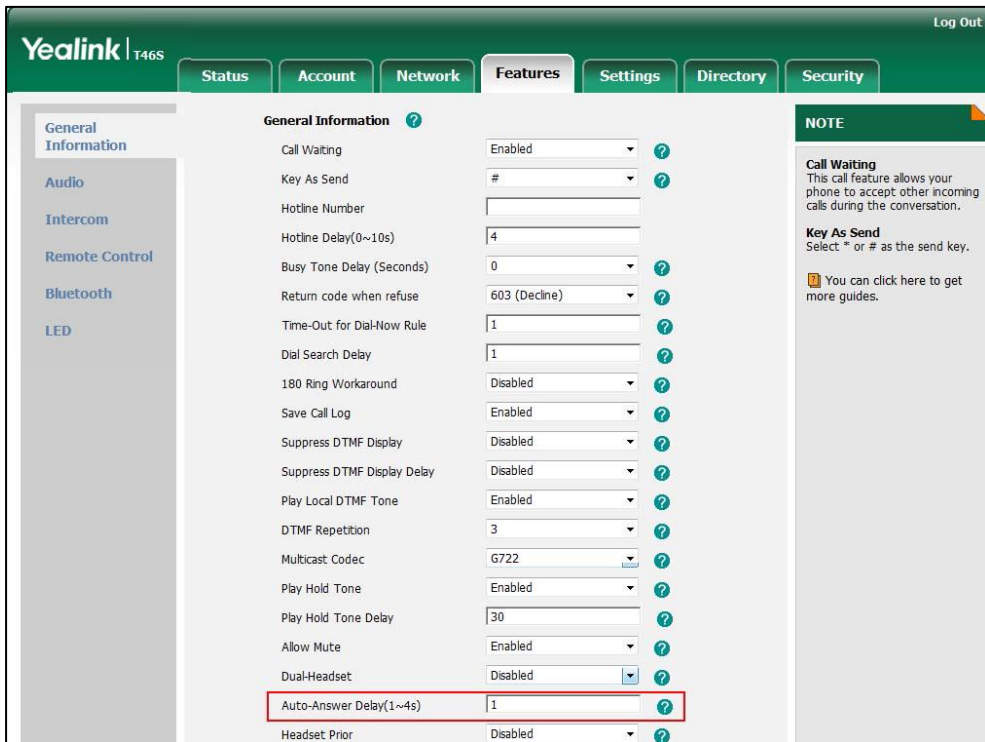 Log Out
Yealink T46S
Status Account Network Features Settings Directory Security
General
Information
Audio
Intercom
Remote Control
Bluetooth
LED
General Information ?
Call Waiting Enabled ?
Key As Send # ?
Hotline Number
Hotline Delay(0~10s) 4
Busy Tone Delay (Seconds) 0 ?
Return code when refuse 603 (Decline) ?
Time-Out for Dial-Now Rule 1 ?
Dial Search Delay 1 ?
180 Ring Workaround Disabled ?
Save Call Log Enabled ?
Suppress DTMF Display Disabled ?
Suppress DTMF Display Delay Disabled ?
Play Local DTMF Tone Enabled ?
DTMF Repetition 3 ?
Multicast Codec G722 ?
Play Hold Tone Enabled ?
Play Hold Tone Delay 30 ?
Allow Mute Enabled ?
Dual-Headset Disabled ?
Auto-Answer Delay(1~4s) 1 ?
Headset Prior Disabled ?
NOTE
Call Waiting
This call feature allows your
phone to accept other incoming
calls during the conversation.
Key As Send
Select * or # as the send key.
? You can click here to get
more guides.